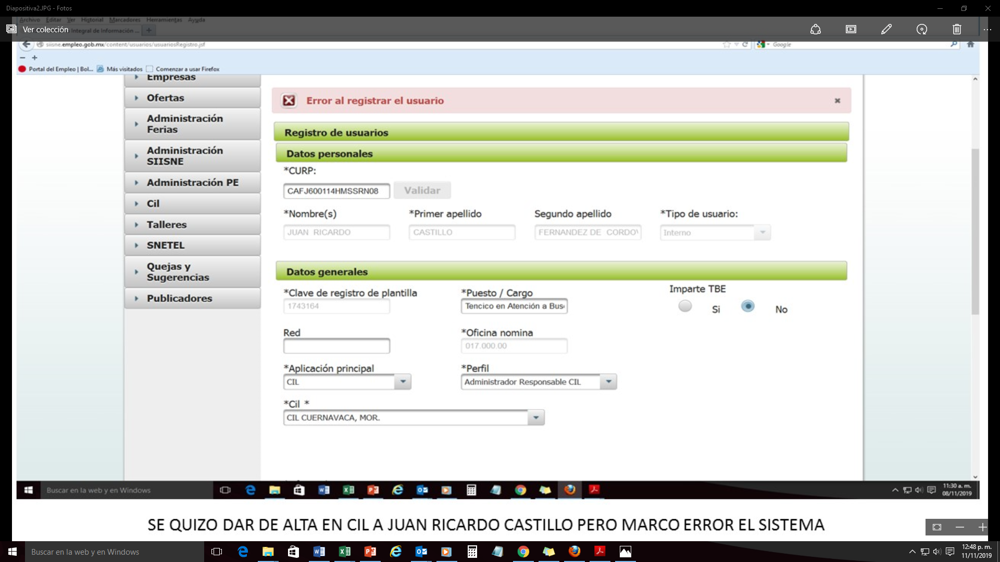 Diapositiva2.JPG - Fotos
Archivo Editar Ver Historial Marcadores Herramientas Ayuda
Ver colección
Integral de Información ...
siisne.empleo.gob.mx/content/usuarios/usuariosRegistro.jsf
Google
Portal del Empleo | Bol... Más visitados Comenzar a usar Firefox
Empresas
Ofertas
Administración
Ferias
Administración
SIISNE
Administración PE
Cil
Talleres
SNETEL
Quejas y
Sugerencias
Publicadores
Error al registrar el usuario
Registro de usuarios
Datos personales
*CURP:
CAFJ600114HMSSRN08 Validar
*Nombre(s) *Primer apellido Segundo apellido *Tipo de usuario:
JUAN RICARDO CASTILLO FERNANDEZ DE CORDOV Interno
Datos generales
*Clave de registro de plantilla *Puesto / Cargo Imparte TBE
1743164 Tencico en Atención a Bus Si No
Red *Oficina nomina
017.000.00
*Aplicación principal *Perfil
CIL Administrador Responsable CIL
*Cil *
CIL CUERNAVACA, MOR.
Buscar en la web y en Windows
11:30 a. m.
08/11/2019
SE QUIZO DAR DE ALTA EN CIL A JUAN RICARDO CASTILLO PERO MARCO ERROR EL SISTEMA
Buscar en la web y en Windows
12:48 p. m.
11/11/2019